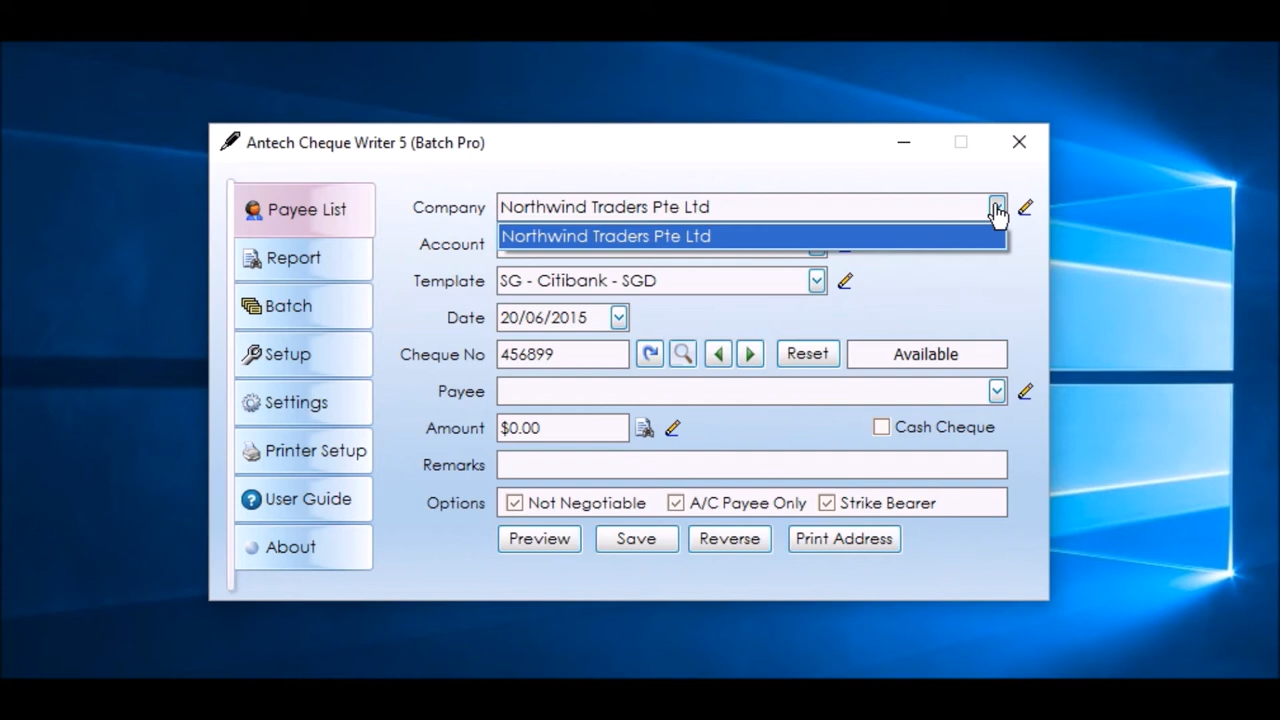 Antech Cheque Writer 5 (Batch Pro)
Payee List
Report
Batch
Setup
Settings
Printer Setup
User Guide
About
Company Northwind Traders Pte Ltd
Northwind Traders Pte Ltd
Account
Template SG - Citibank - SGD
Date 20/06/2015
Cheque No 456899 Reset Available
Payee
Amount $0.00 Cash Cheque
Remarks
Options Not Negotiable A/C Payee Only Strike Bearer
Preview Save Reverse Print Address